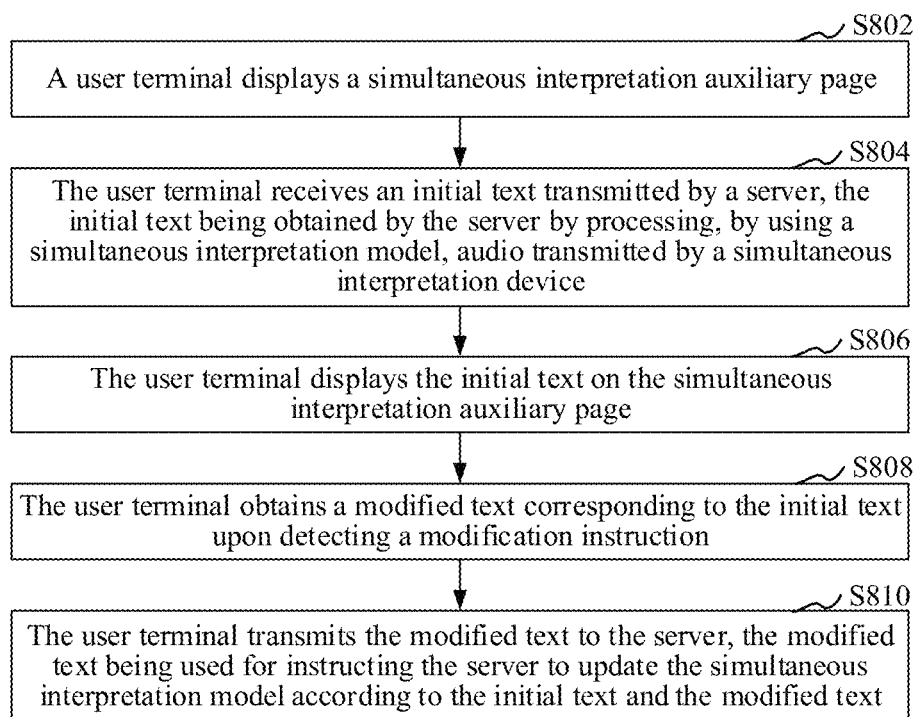 S802
A user terminal displays a simultaneous interpretation auxiliary page
S804
The user terminal receives an initial text transmitted by a server, the
initial text being obtained by the server by processing, by using a
simultaneous interpretation model, audio transmitted by a simultaneous
interpretation device
S806
The user terminal displays the initial text on the simultaneous
interpretation auxiliary page
S808
The user terminal obtains a modified text corresponding to the initial text
upon detecting a modification instruction
S810
The user terminal transmits the modified text to the server, the modified
text being used for instructing the server to update the simultaneous
interpretation model according to the initial text and the modified text